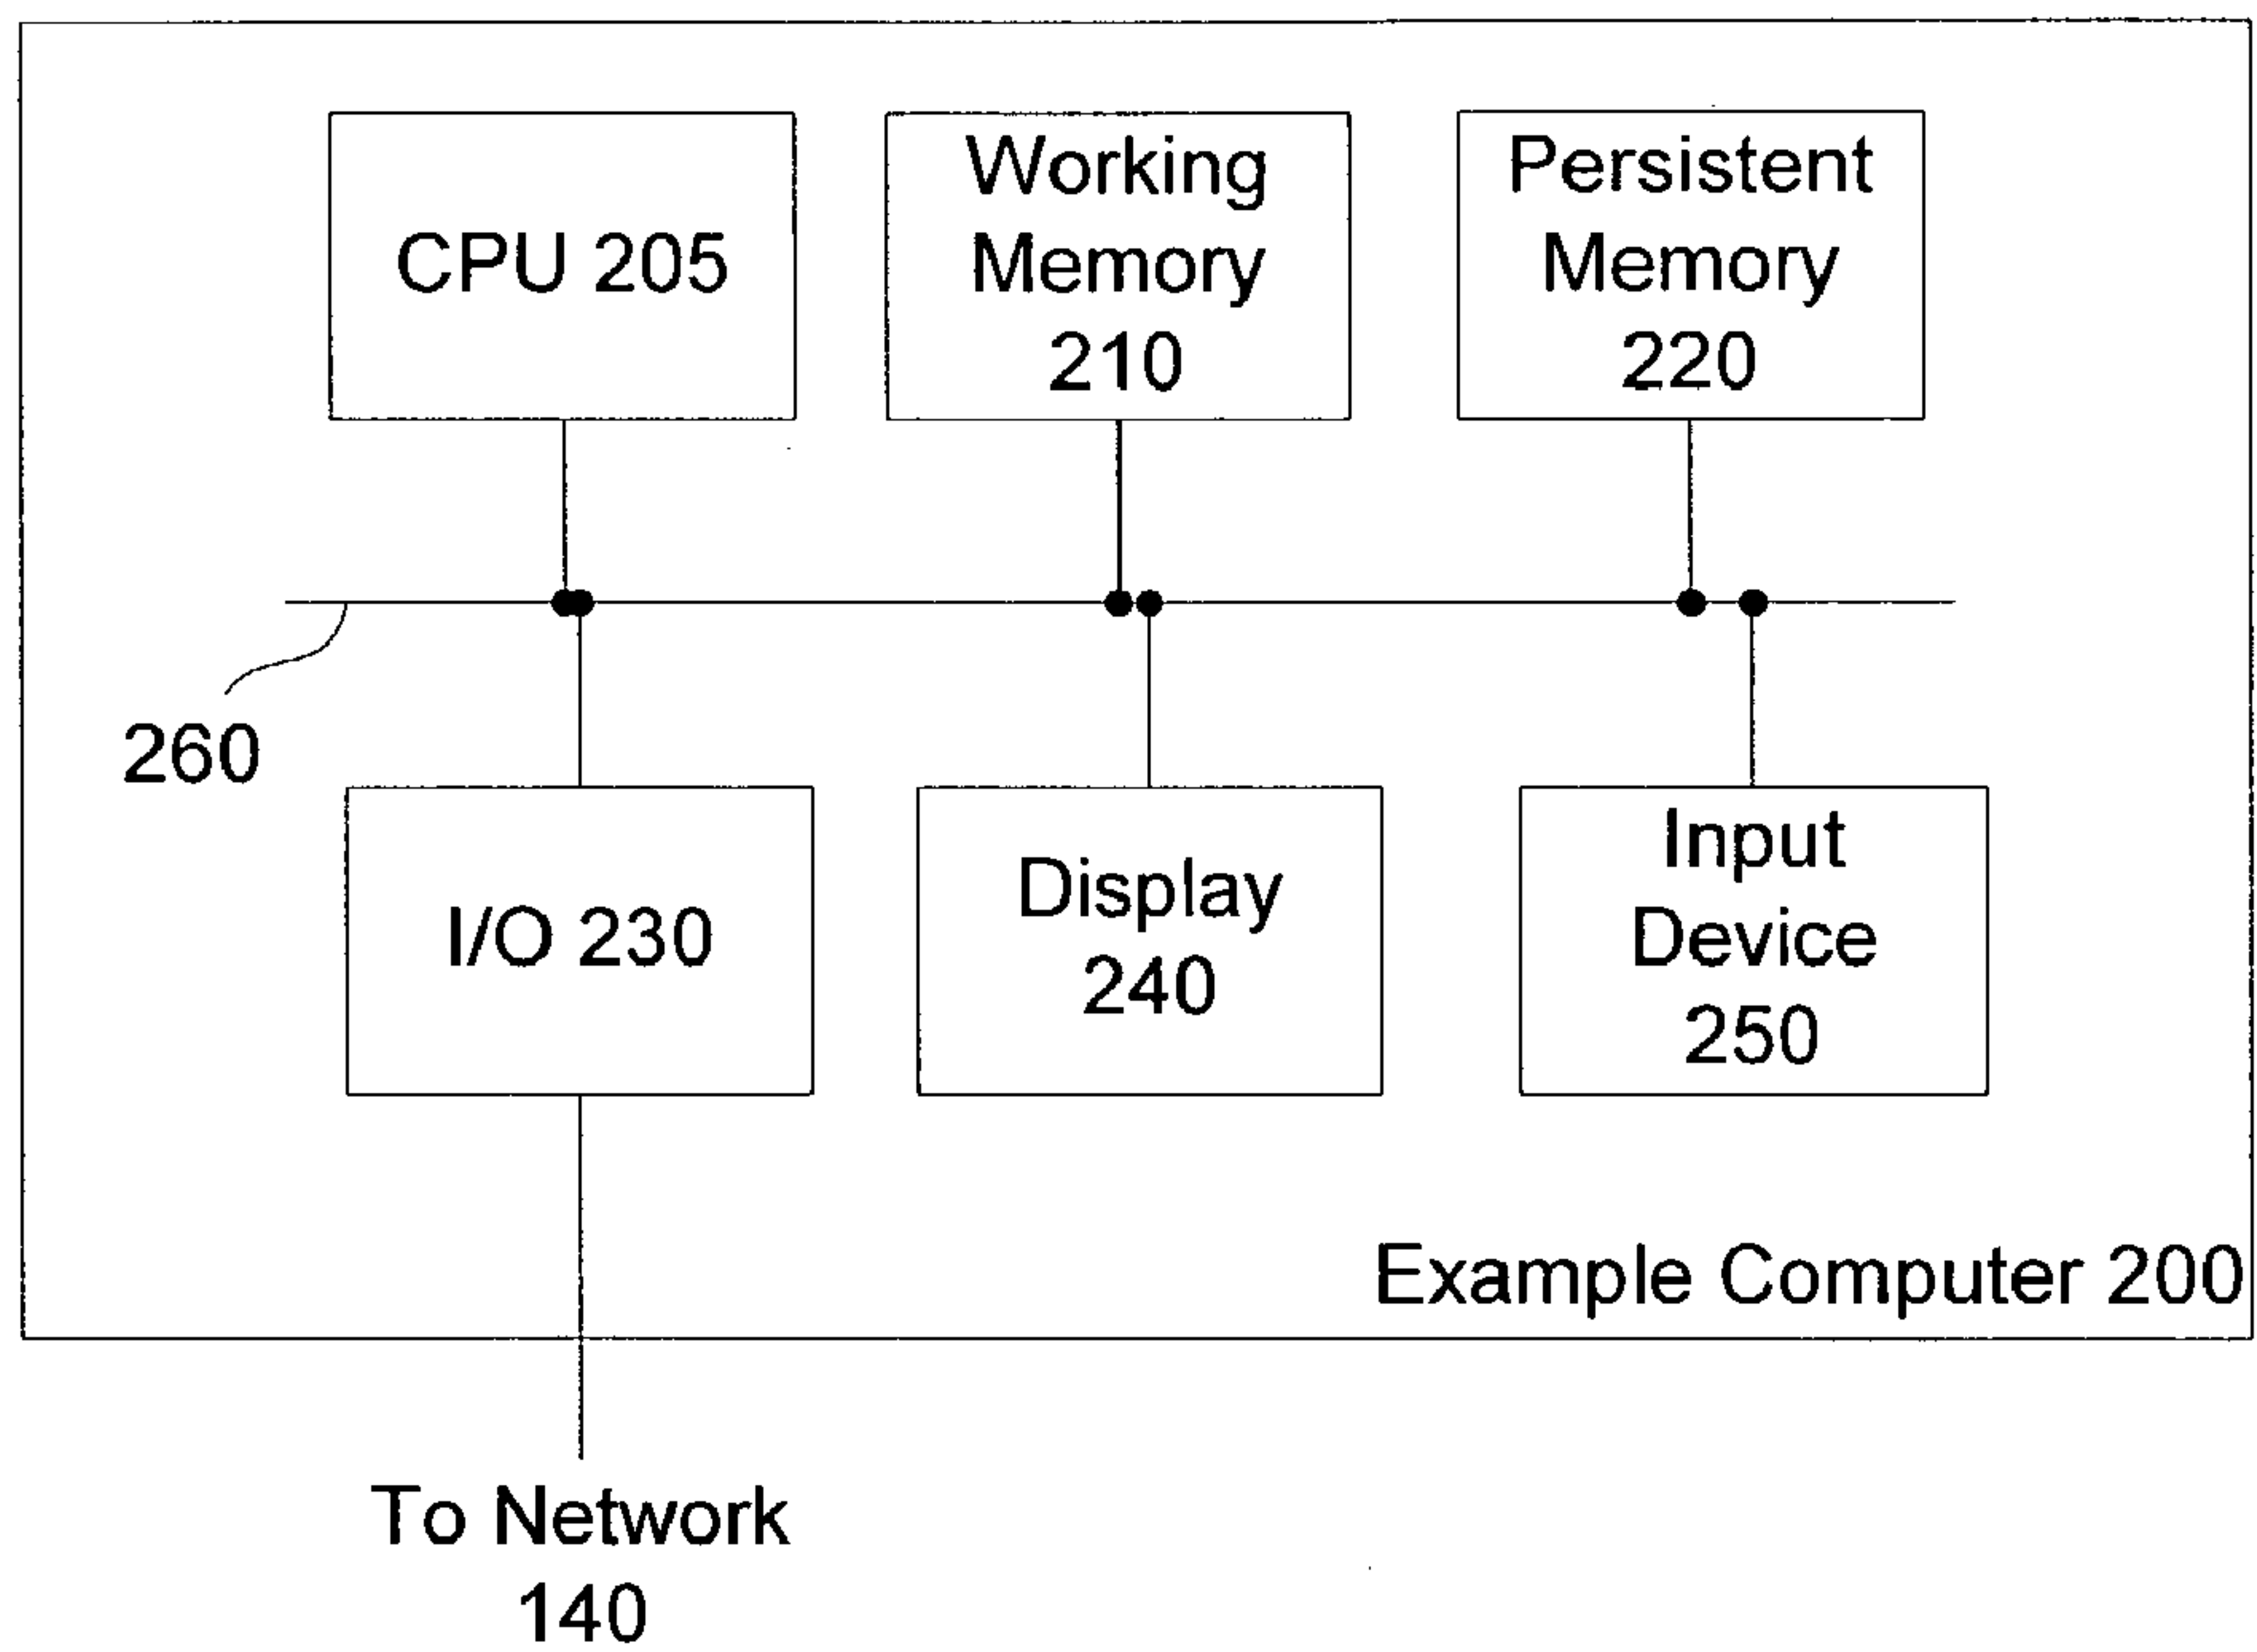 CPU 205
Working
Memory
210
Persistent
Memory
220
260
I/O 230
Display
240
Input
Device
250
Example Computer 200
To Network
140